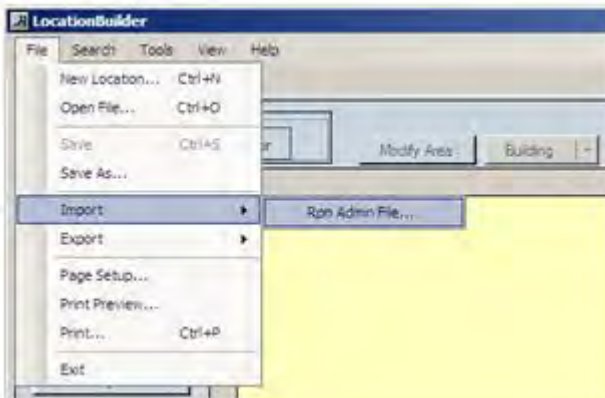 LocationBuilder
File Search Tools View Help
New Location... Ctrl+N
Open File... Ctrl+O
Save Ctrl+S
Save As...
Modify Area Building
Import Rpn Admin File...
Export
Page Setup...
Print Preview...
Print... Ctrl+P
Exit